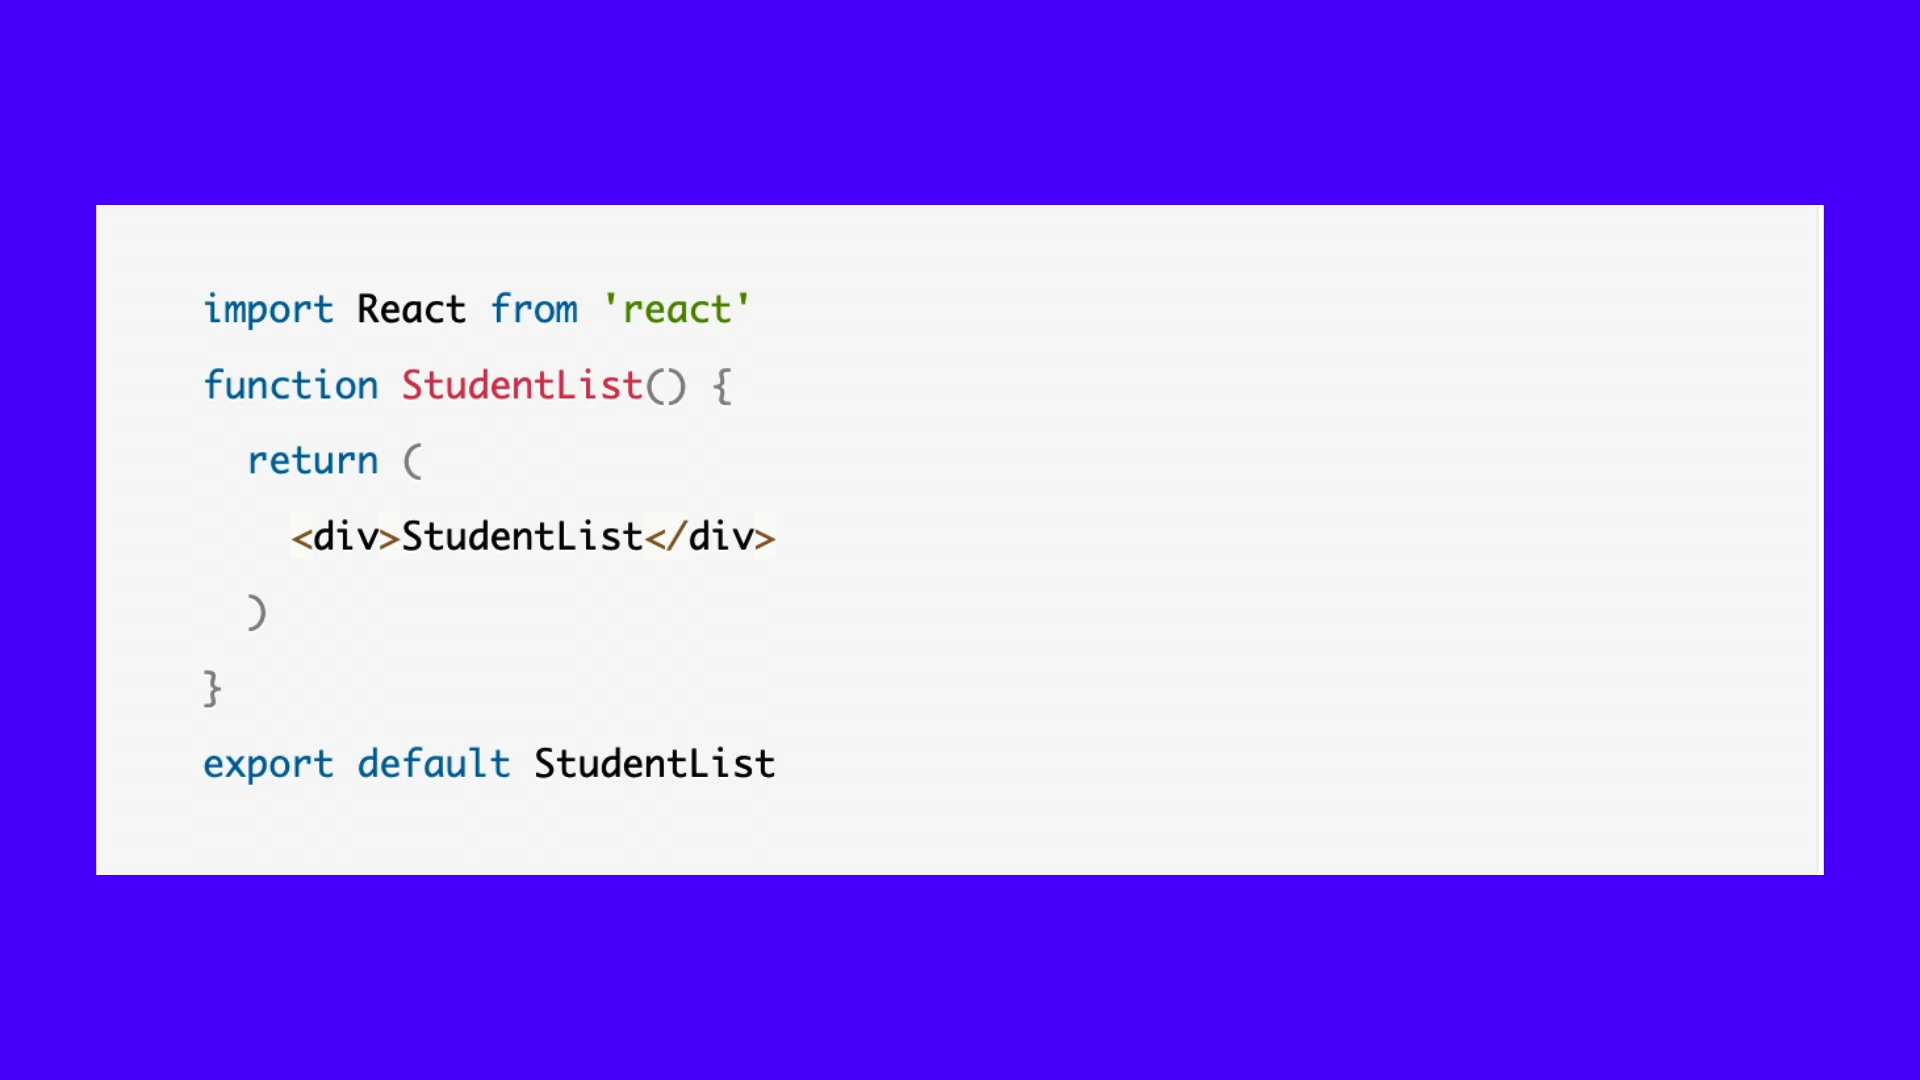 import React from 'react'
function StudentList() {
  return (
    <div>StudentList</div>
  )
}
export default StudentList